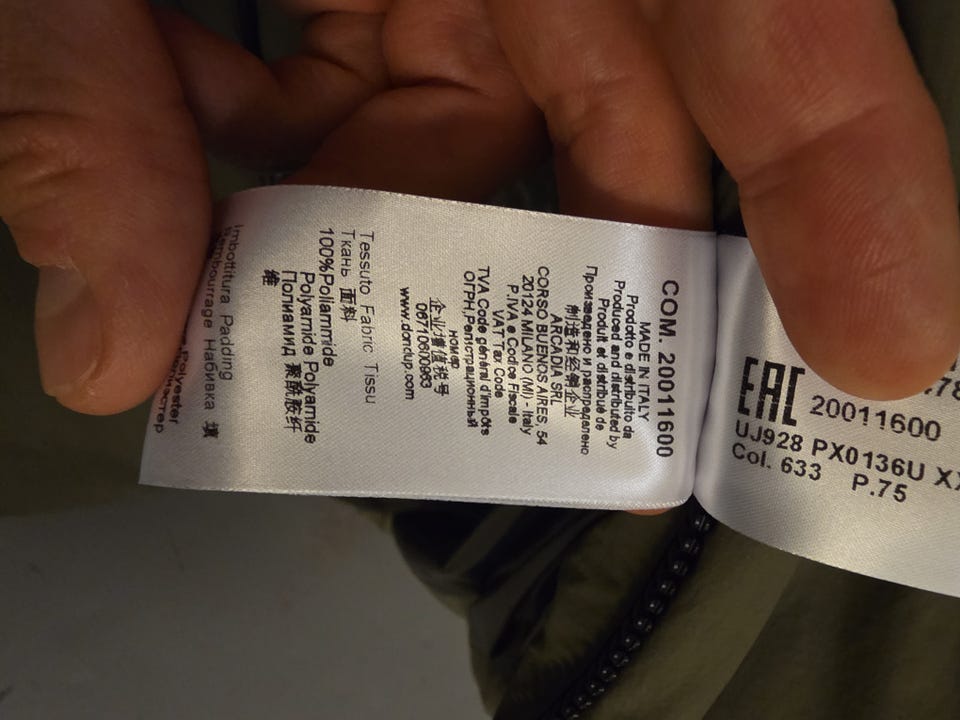 COM. 20011600
MADE IN ITALY
Prodotto e distribuito da
Produced and distributed by
Produit et distribué de
Произведено и распределено
制造和经销企业
ARCADIA SRL
CORSO BUENOS AIRES, 54
20124 MILANO (MI) - Italy
P.IVA e Codice Fiscale
VAT Tax Code
TVA Code général d'impôts
ОГРН, Регистрационный
номер
企业增值税号
06710600963
www.dondup.com
Tessuto Fabric Tissu
Ткань 面料
100%Poliammide
Polyamide Polyamide
Полиамид 聚酰胺纤
维
Imbottitura Padding
Rembourrage Набивка 填
Polyester
EAC
20011600
UJ928 PX0136U
Col. 633 P.75